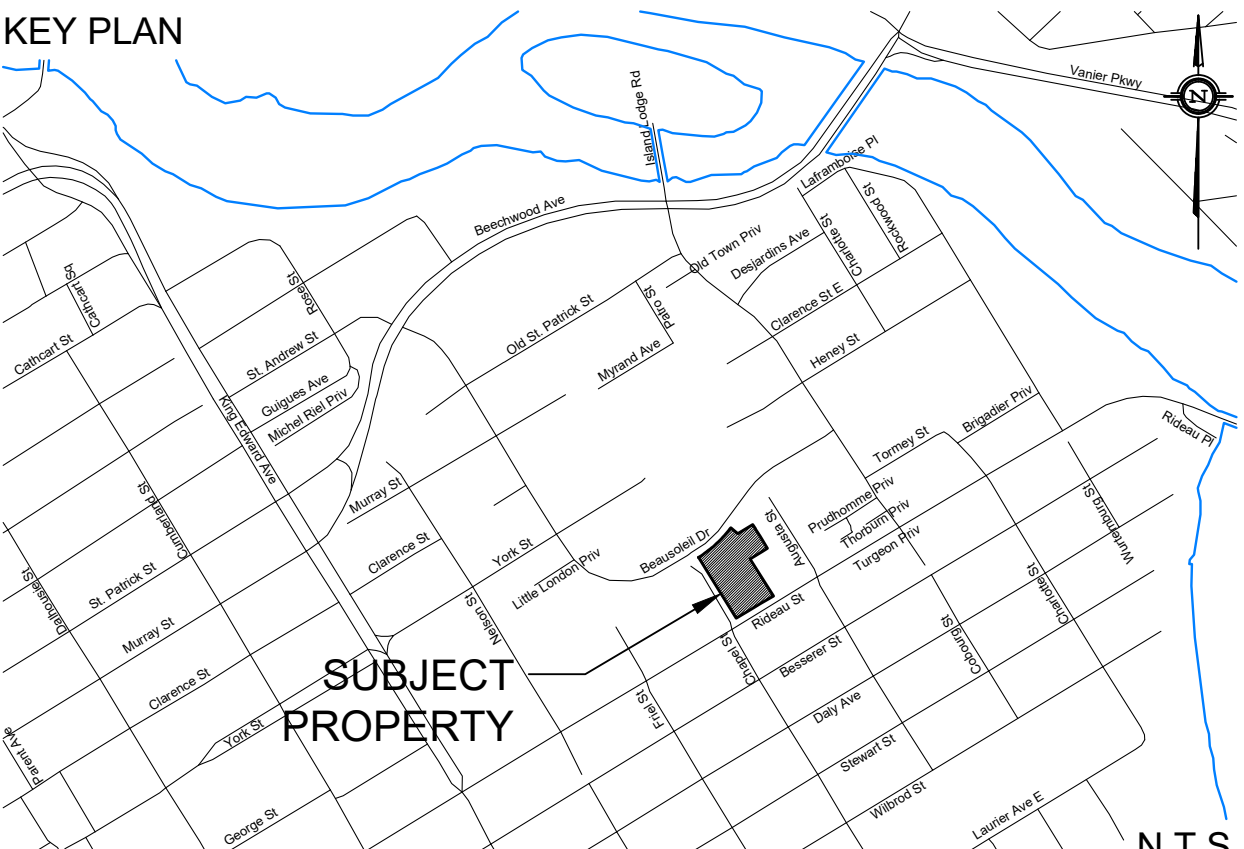 KEY PLAN
Vanier Pkwy
N
Island Lodge Rd
Laframboise Pl
Beechwood Ave
Rockwood St
Charlotte St
Old Town Priv
Desjardins Ave
Cathcart Sq
Rose St
Patro St
Clarence St E
Old St. Patrick St
Cathcart St
St. Andrew St
Heney St
Myrand Ave
Guigues Ave
Michel Riel Priv
King Edward Ave
Brigadier Priv
Rideau Pl
Tormey St
Murray St
Cumberland St
Prudhomme Priv
Wurtemburg St
Thorburn Priv
Augusta St
Clarence St
York St
Beausoleil Dr
Turgeon Priv
Little London Priv
St. Patrick St
Dalhousie St
Nelson St
Rideau St
Charlotte St
Murray St
Chapel St
Besserer St
Cobourg St
SUBJECT
PROPERTY
Clarence St
Friel St
Daly Ave
York St
Stewart St
Parent Ave
Wilbrod St
George St
Laurier Ave E
N.T.S